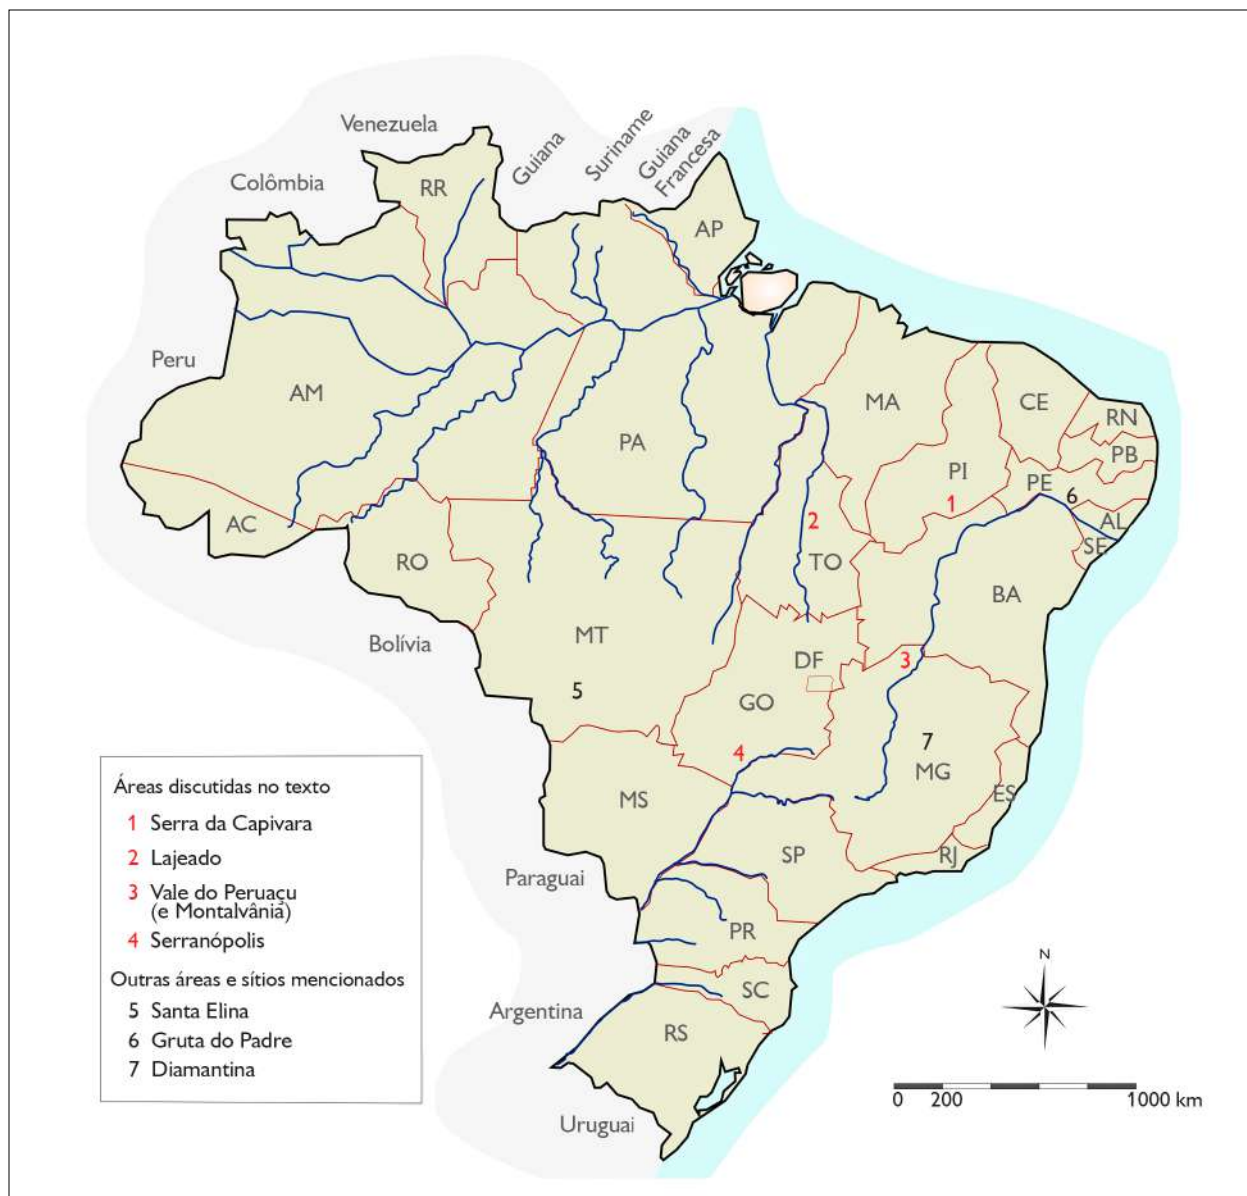 Venezuela
Colômbia
Guiana
Suriname
Guiana
Francesa
RR
AP
Peru
AM
PA
MA
CE
RN
PB
PI
PE
1
6
AC
2
AL
SE
RO
TO
BA
MT
Bolívia
DF
3
5
GO
4
7
MG
MS
ES
SP
RJ
Paraguai
PR
SC
Argentina
RS
Uruguai
Áreas discutidas no texto
1 Serra da Capivara
2 Lajeado
3 Vale do Peruaçu
(e Montalvânia)
4 Serranópolis
Outras áreas e sítios mencionados
5 Santa Elina
6 Gruta do Padre
7 Diamantina
N
0 200 1000 km